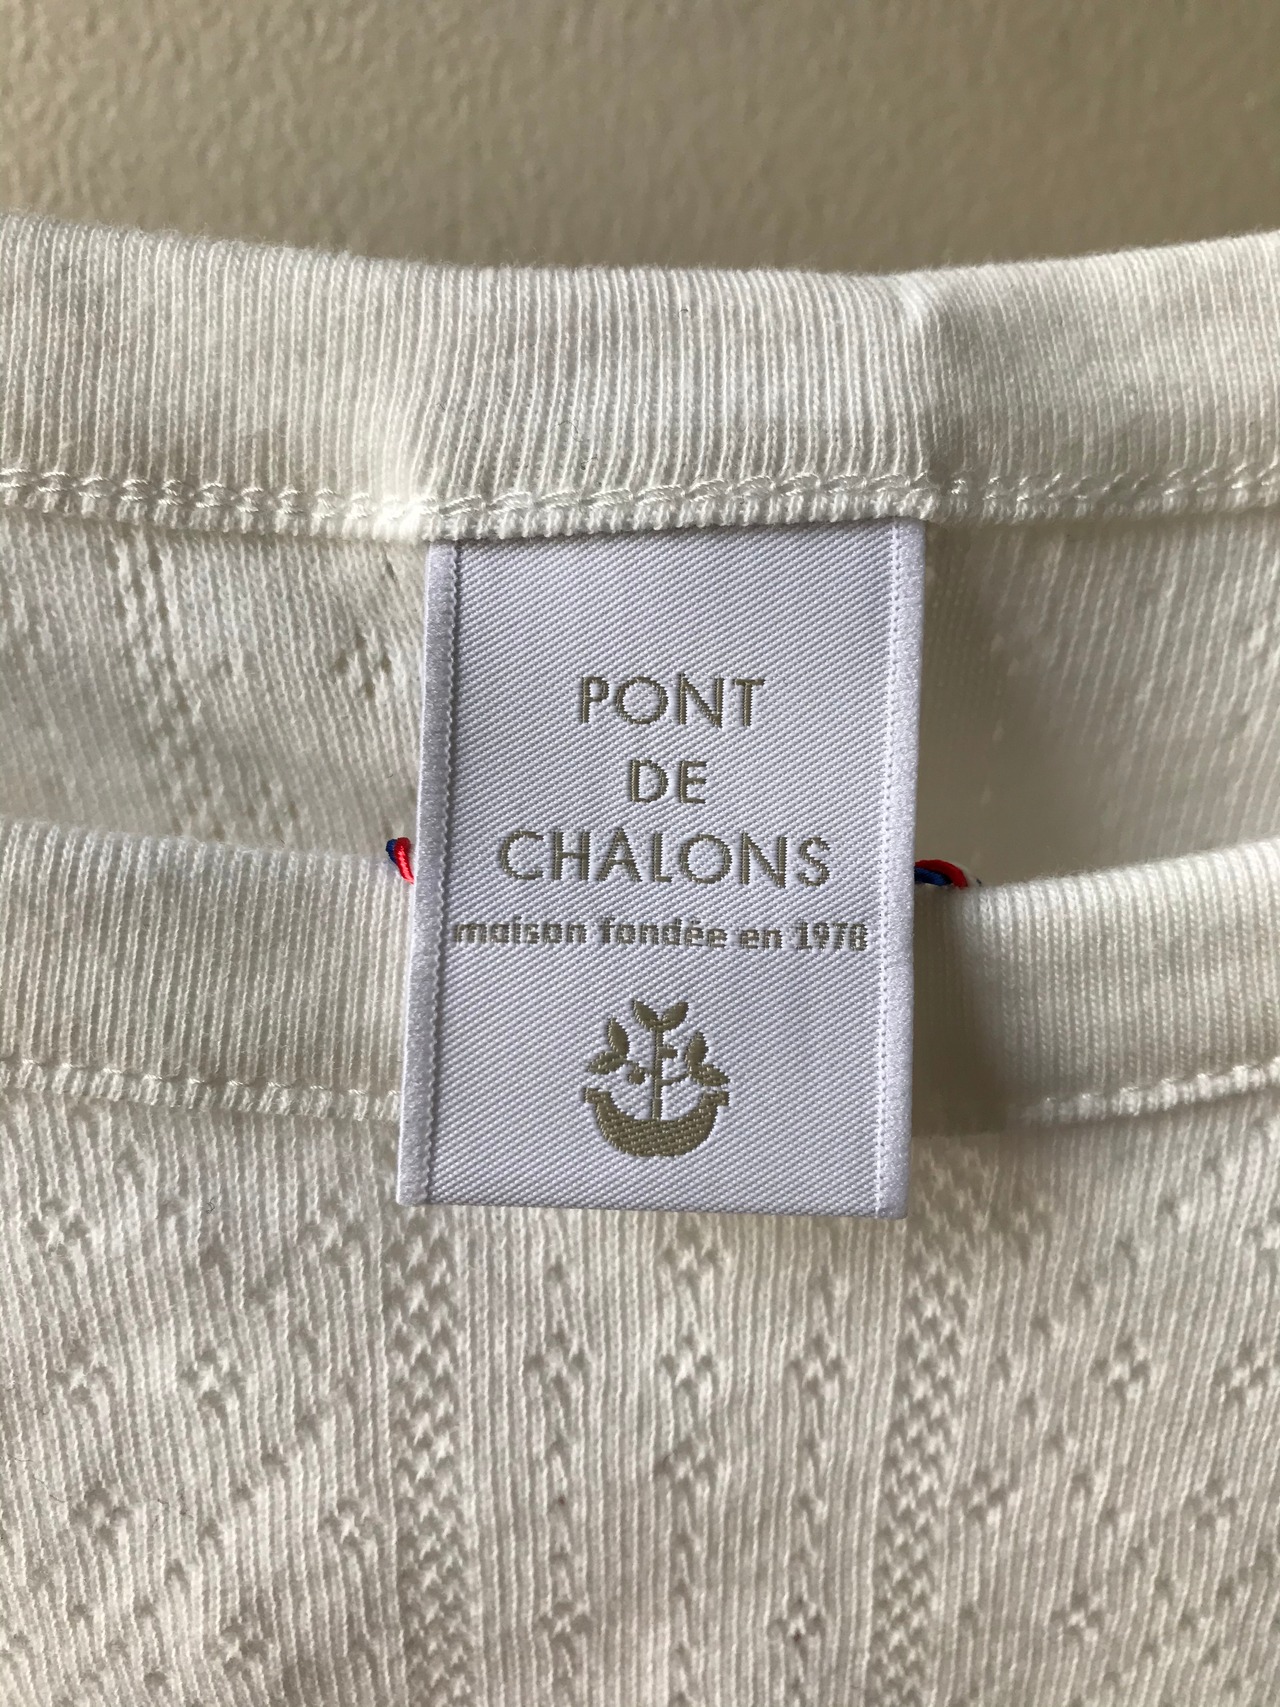 PONT
DE
CHALONS
maison fondée en 1978